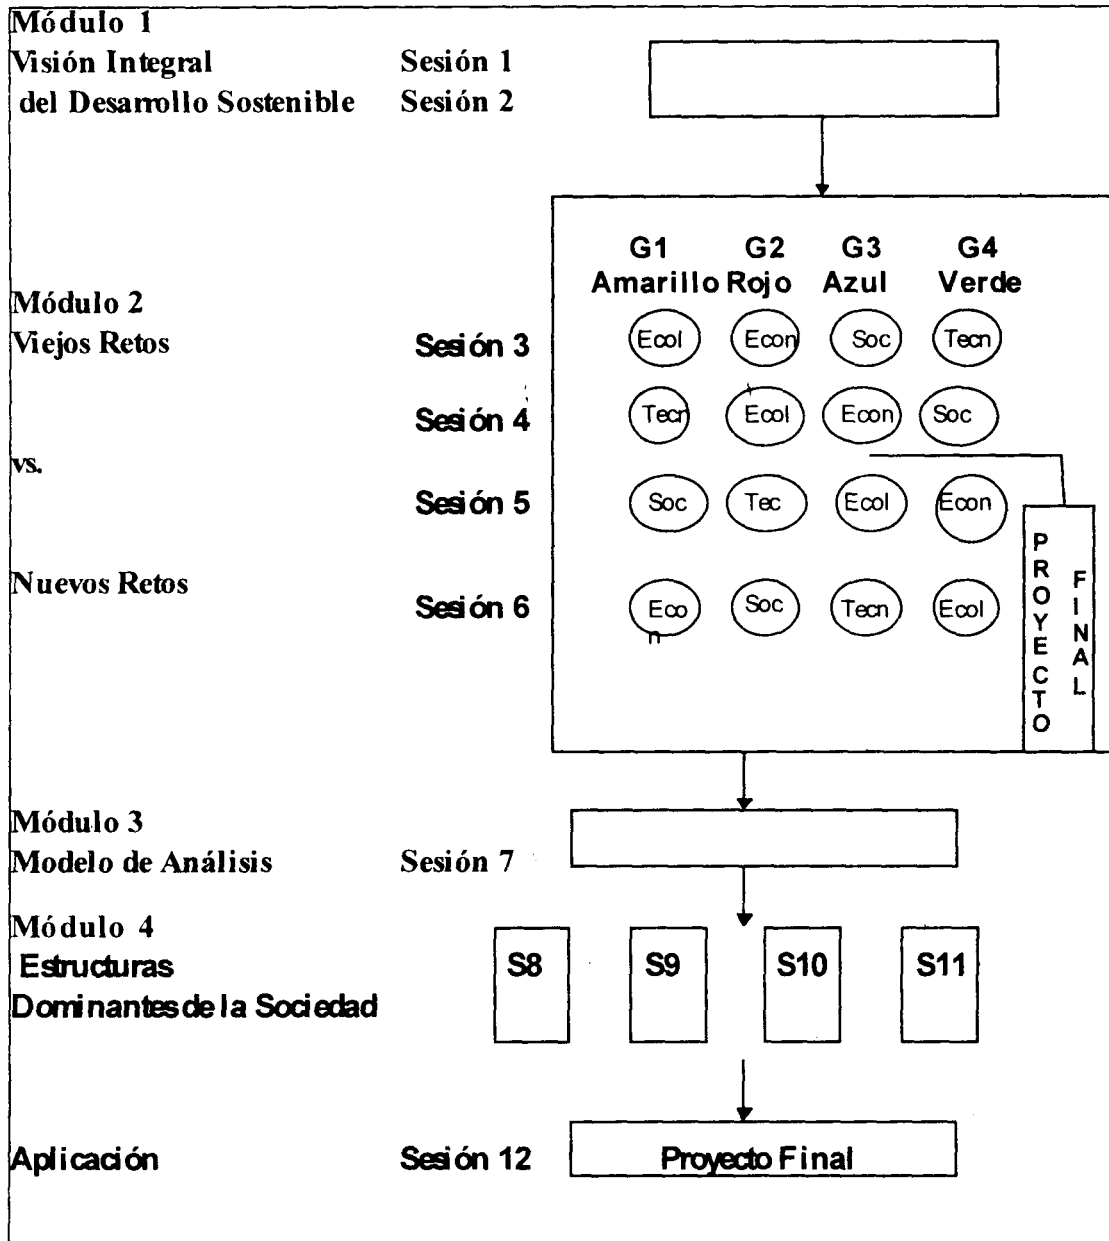 Módulo 1
Visión Integral Sesión 1
del Desarrollo Sostenible Sesión 2
G1 G2 G3 G4
Amarillo Rojo Azul Verde
Módulo 2
Viejos Retos Sesión 3 Ecol Econ Soc Tecn
Sesión 4 Tecn Ecol Econ Soc
vs.
Sesión 5 Soc Tec Ecol Econ
Nuevos Retos
Sesión 6 Eco
n Soc Tecn Ecol
PROYECTO
FINAL
Módulo 3
Modelo de Análisis Sesión 7
Módulo 4
Estructuras S8 S9 S10 S11
Dominantes de la Sociedad
Aplicación Sesión 12 Proyecto Final